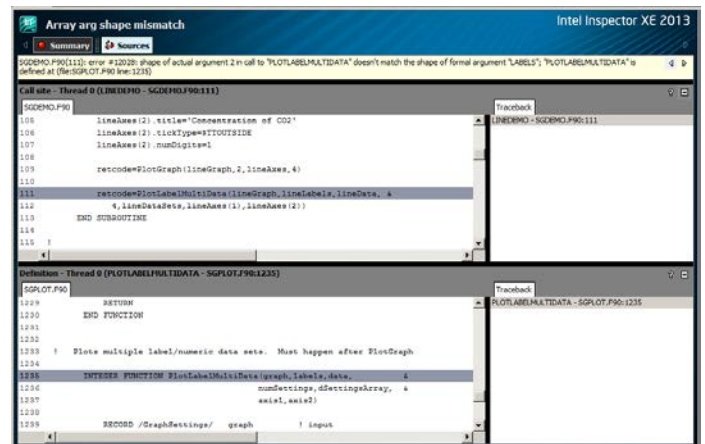 Array arg shape mismatch
Intel Inspector XE 2013
Summary
Sources
SGDEMO.F90(111): error #12028: shape of actual argument 2 in call to "PLOTLABELMULTIDATA" doesn't match the shape of formal argument "LABELS"; "PLOTLABELMULTIDATA" is
defined at (file:SGPLOT.F90 line:1235)
Call site - Thread 0 (LINEDEMO - SGDEMO.F90:111)
SGDEMO.F90
Traceback
105 lineAxes(2).title='Concentration of CO2'
LINEDEMO - SGDEMO.F90:111
106 lineAxes(2).tickType=$TTOUTSIDE
107 lineAxes(2).numDigits=1
108
109 retcode=PlotGraph(lineGraph,2,lineAxes,4)
110
111 retcode=PlotLabelMultiData(lineGraph,lineLabels,lineData, &
112 4,lineDataSets,lineAxes(1),lineAxes(2))
113 END SUBROUTINE
114
115 !
Definition - Thread 0 (PLOTLABELMULTIDATA - SGPLOT.F90:1235)
SGPLOT.F90
Traceback
1229 RETURN
PLOTLABELMULTIDATA - SGPLOT.F90:1235
1230 END FUNCTION
1231
1232
1233 ! Plots multiple label/numeric data sets. Must happen after PlotGraph
1234
1235 INTEGER FUNCTION PlotLabelMultiData(graph,labels,data, &
1236 numSettings,dSettingsArray, &
1237 axis1,axis2)
1238
1239 RECORD /GraphSettings/ graph ! input